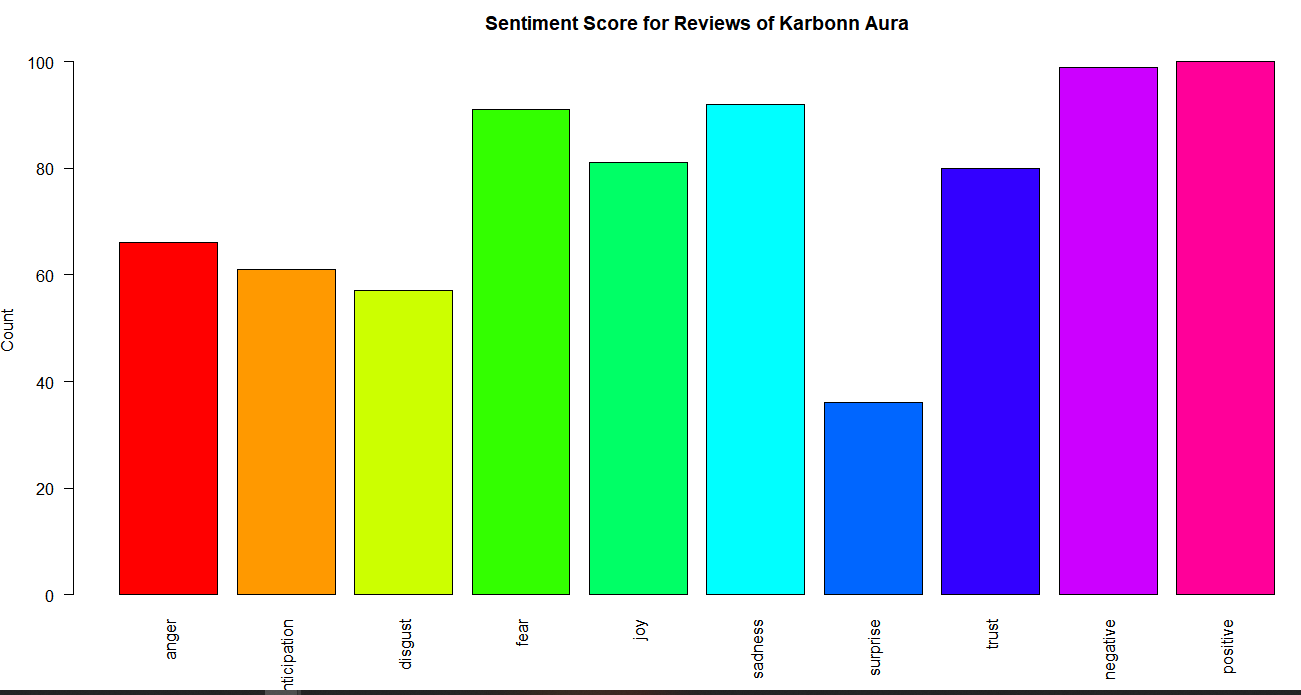 Sentiment Score for Reviews of Karbonn Aura
Count
100
80
60
40
20
0
anger
nticipation
disgust
fear
joy
sadness
surprise
trust
negative
positive